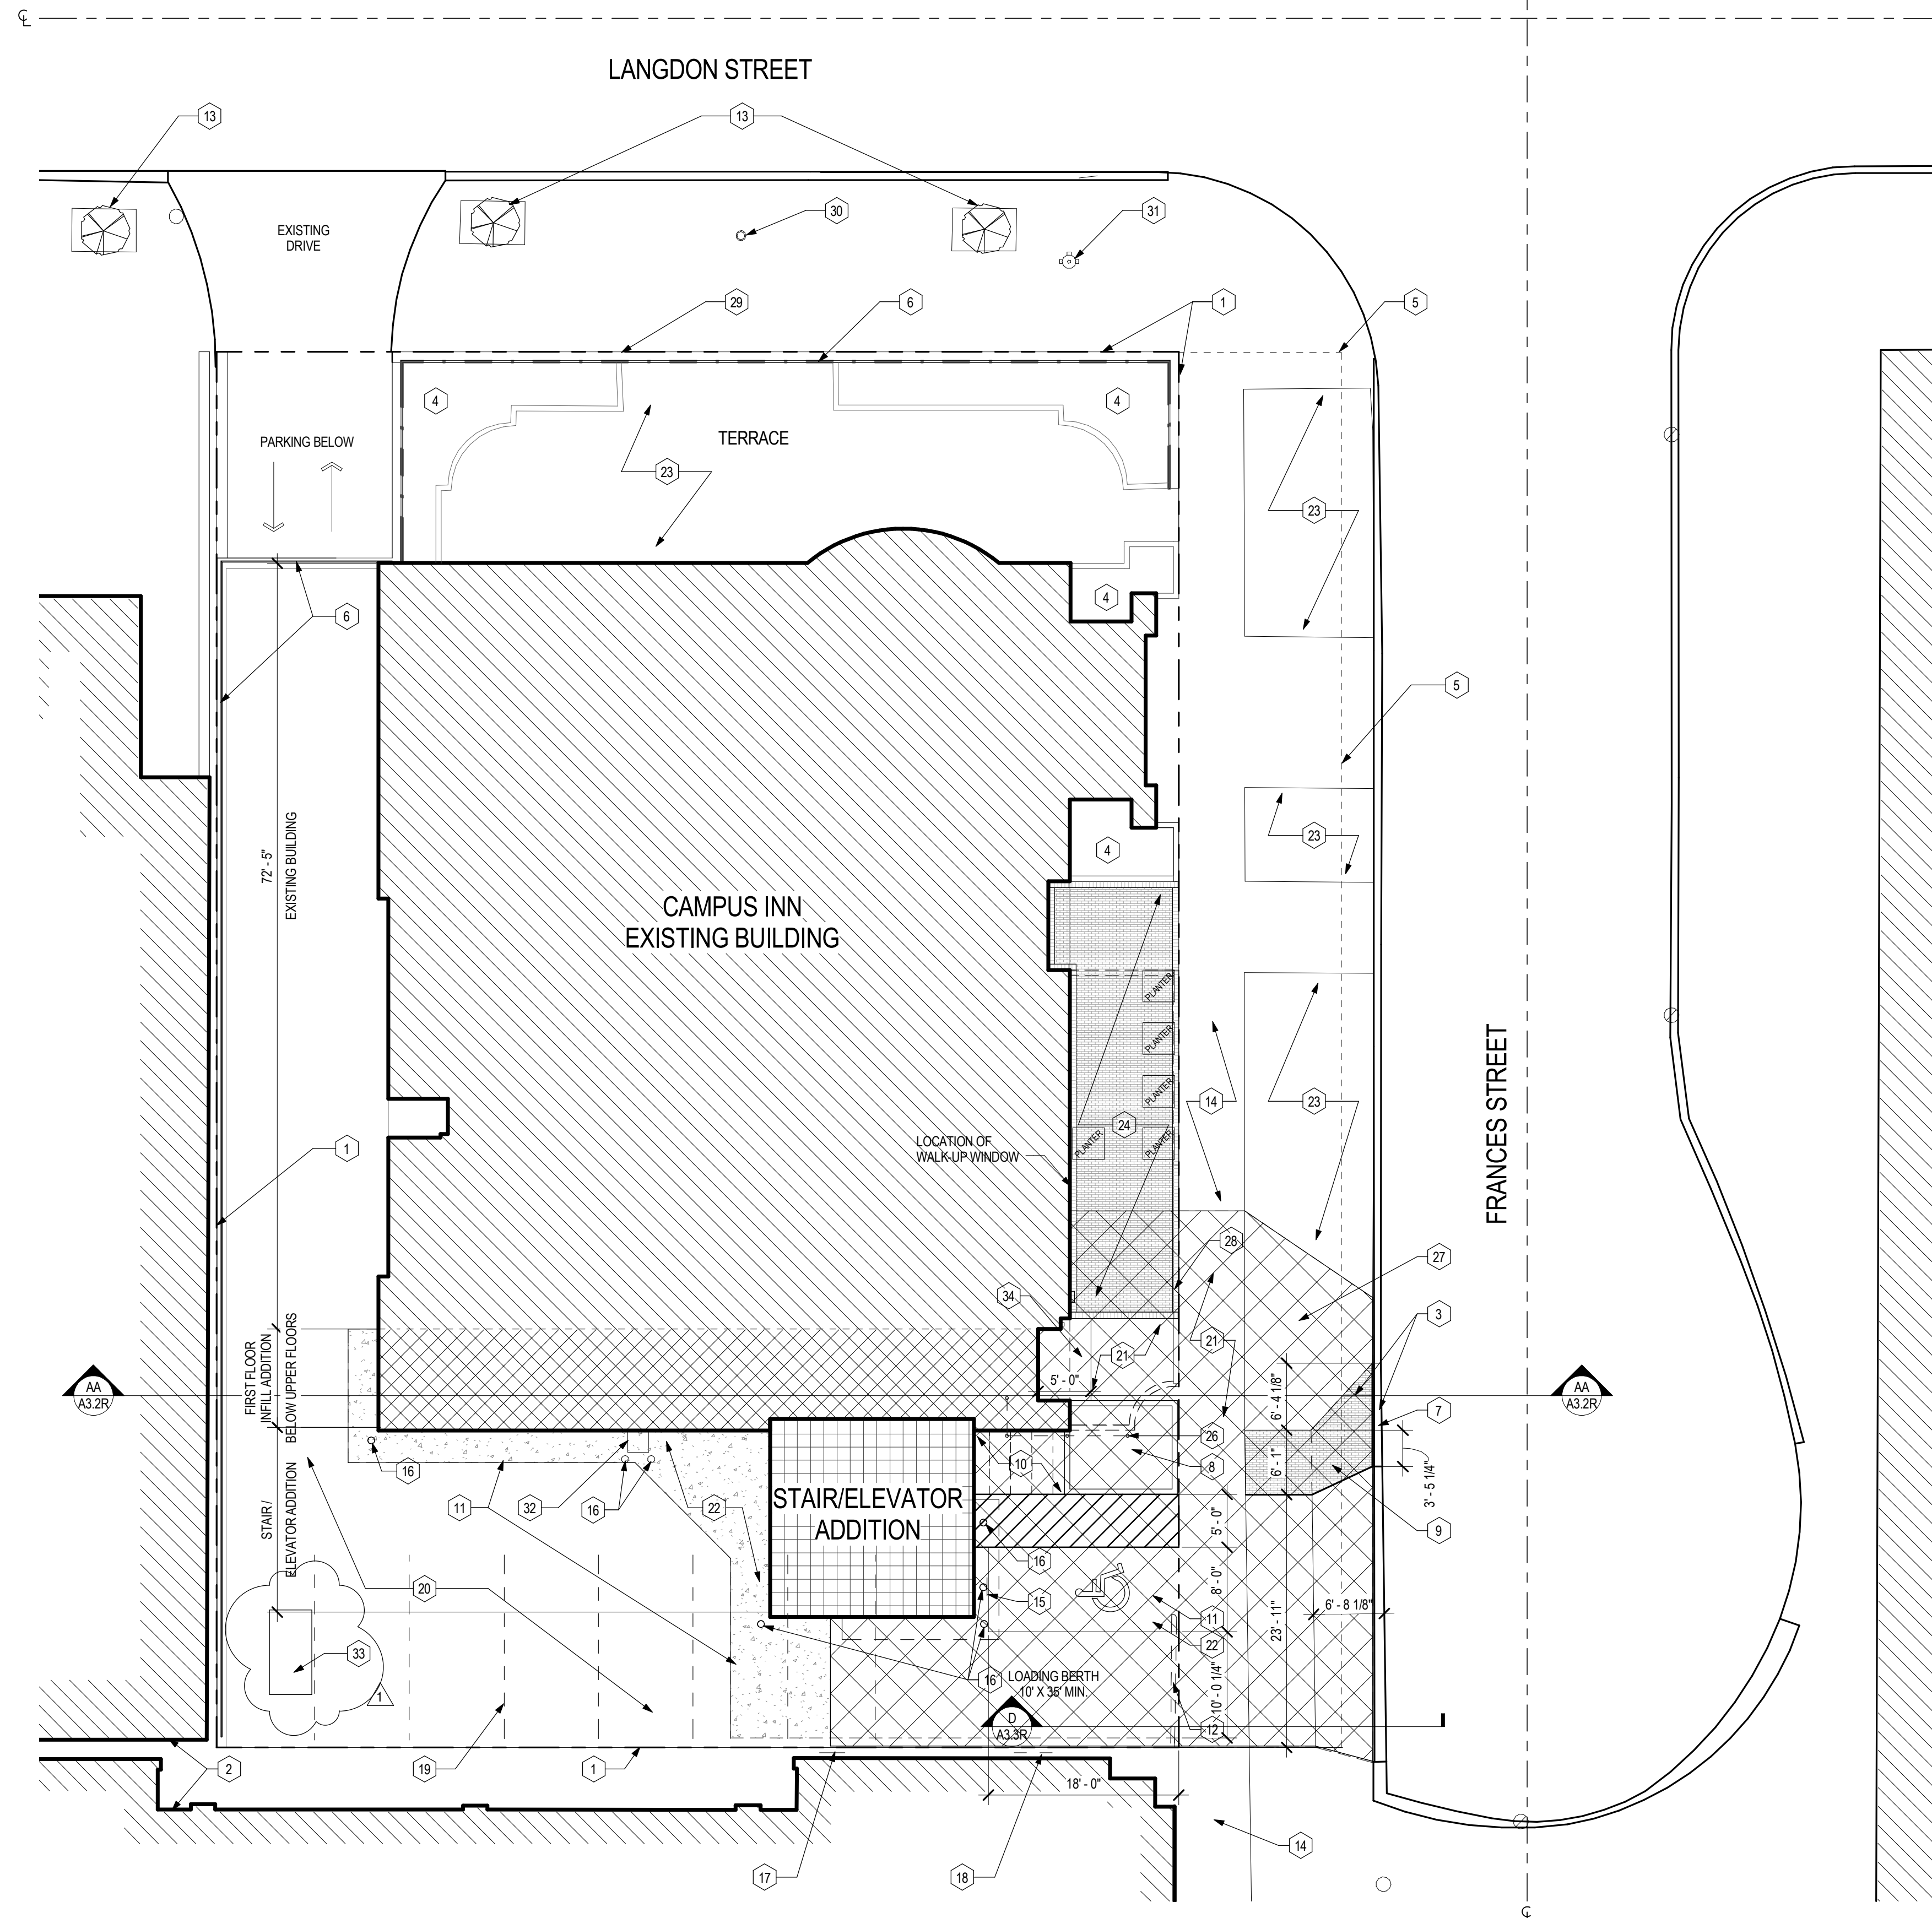 LANGDON STREET
13
13
EXISTING
DRIVE
30
31
29
6
1
5
4
4
PARKING BELOW
TERRACE
23
23
4
6
5
72' - 5"
EXISTING BUILDING
23
4
CAMPUS INN
EXISTING BUILDING
PLANTER
PLANTER
PLANTER
PLANTER
PLANTER
24
14
23
1
LOCATION OF
WALK-UP WINDOW
FRANCES STREET
28
27
34
3
21
21
5' - 0"
6' - 4 1/8"
FIRST FLOOR
INFILL ADDITION
BELOW UPPER FLOORS
AA
A3.2R
AA
A3.2R
7
26
10
8
6' - 1"
3' - 5 1/4"
16
11
32
16
22
STAIR/ELEVATOR
ADDITION
STAIR/
ELEVATOR ADDITION
5' - 0"
9
16
20
15
8' - 0"
11
6' - 8 1/8"
23' - 11"
22
33
1
16
LOADING BERTH
10' X 35' MIN.
10' - 0 1/4"
D
A3.3R
12
2
19
1
18' - 0"
14
17
18